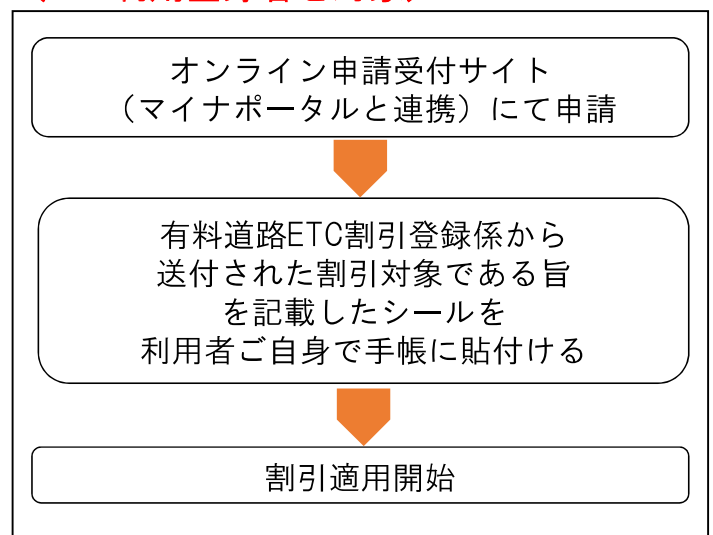 オンライン申請受付サイト
（マイナポータルと連携）にて申請
有料道路ETC割引登録係から
送付された割引対象である旨
を記載したシールを
利用者ご自身で手帳に貼付ける
割引適用開始